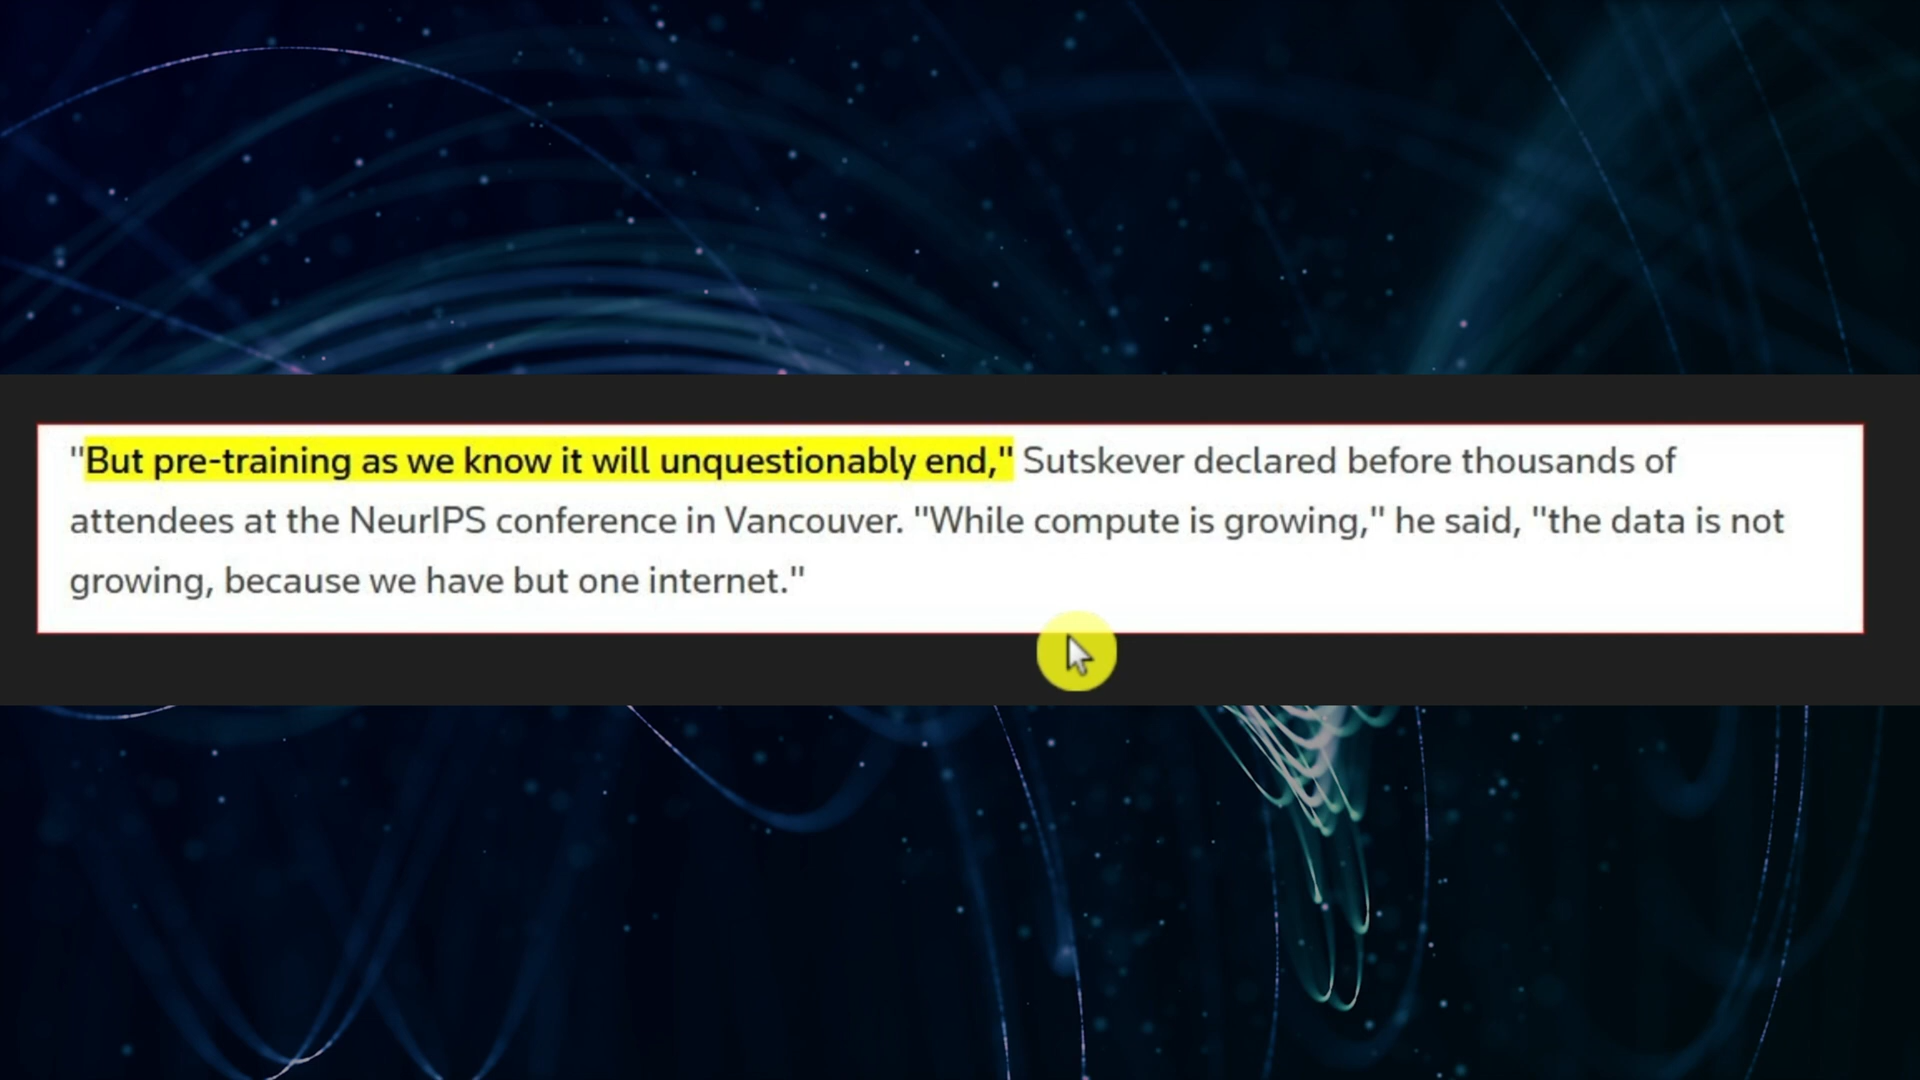 "But pre-training as we know it will unquestionably end," Sutskever declared before thousands of
attendees at the NeurIPS conference in Vancouver. "While compute is growing," he said, "the data is not
growing, because we have but one internet."